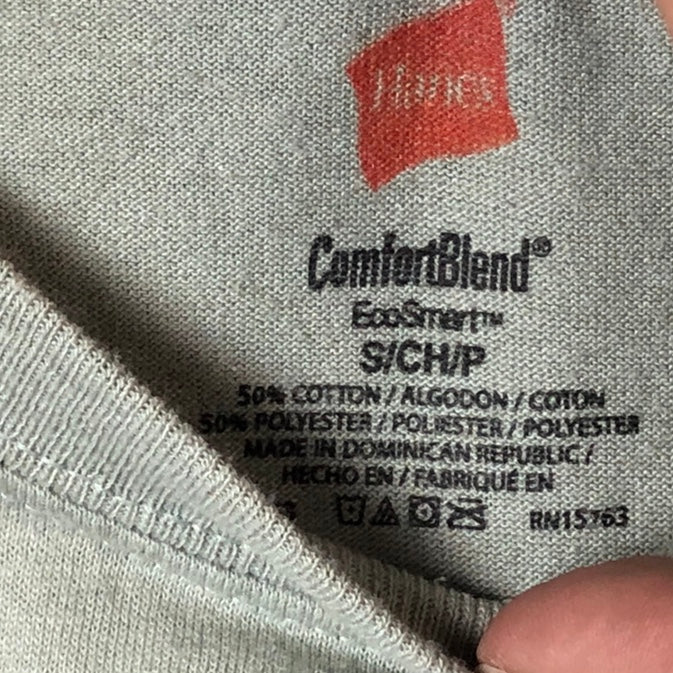 Hanes
ComfortBlend®
EcoSmart™
S/CH/P
50% COTTON / ALGODON / COTON
50% POLYESTER / POLIESTER / POLYESTER
MADE IN DOMINICAN REPUBLIC /
HECHO EN / FABRIQUÉ EN
RN15763